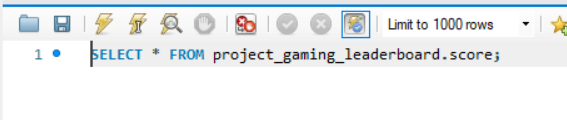 Limit to 1000 rows
1 SELECT * FROM project_gaming_leaderboard.score;